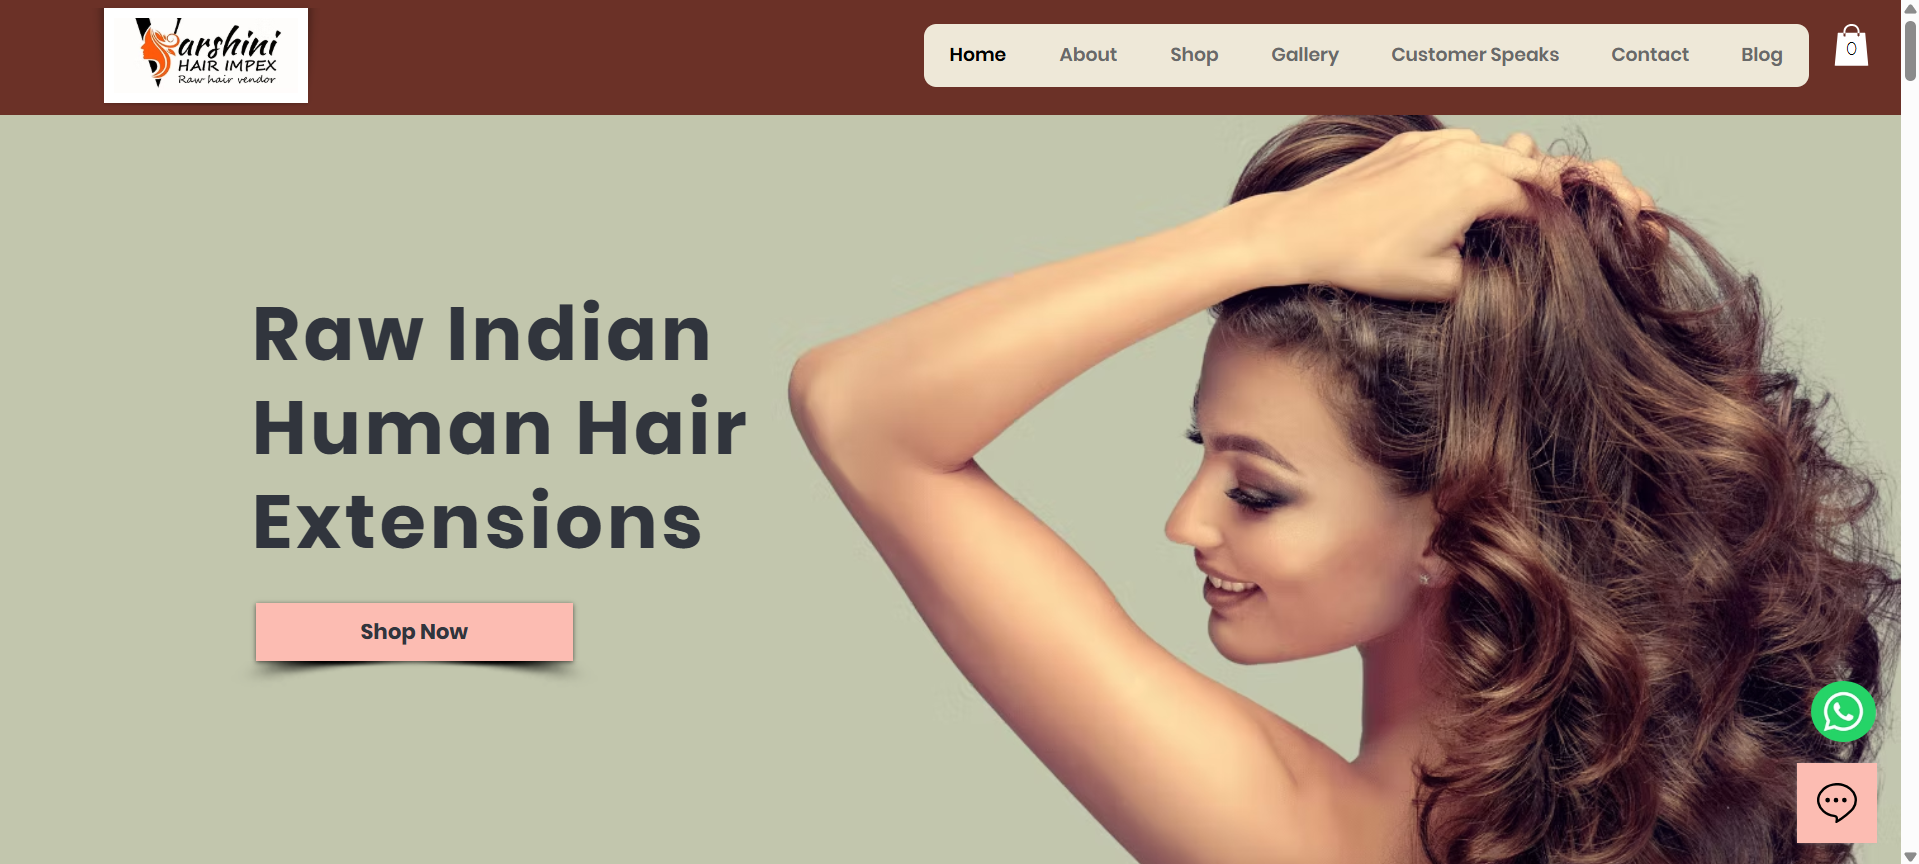 Varshini
HAIR IMPEX
Raw hair vendor
Home About Shop Gallery Customer Speaks Contact Blog
0
Raw Indian
Human Hair
Extensions
Shop Now